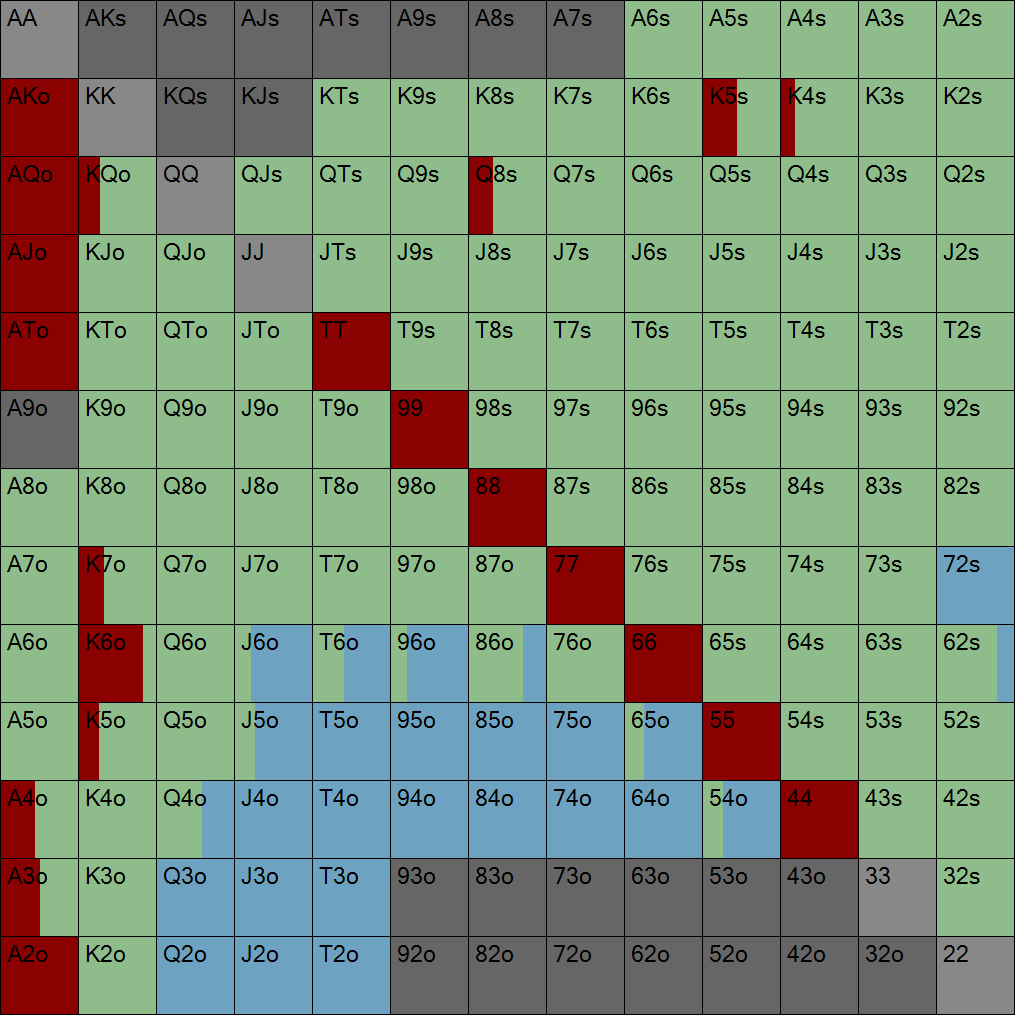 AA AKs AQs AJs ATs A9s A8s A7s A6s A5s A4s A3s A2s
AKo KK KQs KJs KTs K9s K8s K7s K6s K5s K4s K3s K2s
AQo KQo QQ QJs QTs Q9s Q8s Q7s Q6s Q5s Q4s Q3s Q2s
AJo KJo QJo JJ JTs J9s J8s J7s J6s J5s J4s J3s J2s
ATo KTo QTo JTo TT T9s T8s T7s T6s T5s T4s T3s T2s
A9o K9o Q9o J9o T9o 99 98s 97s 96s 95s 94s 93s 92s
A8o K8o Q8o J8o T8o 98o 88 87s 86s 85s 84s 83s 82s
A7o K7o Q7o J7o T7o 97o 87o 77 76s 75s 74s 73s 72s
A6o K6o Q6o J6o T6o 96o 86o 76o 66 65s 64s 63s 62s
A5o K5o Q5o J5o T5o 95o 85o 75o 65o 55 54s 53s 52s
A4o K4o Q4o J4o T4o 94o 84o 74o 64o 54o 44 43s 42s
A3o K3o Q3o J3o T3o 93o 83o 73o 63o 53o 43o 33 32s
A2o K2o Q2o J2o T2o 92o 82o 72o 62o 52o 42o 32o 22